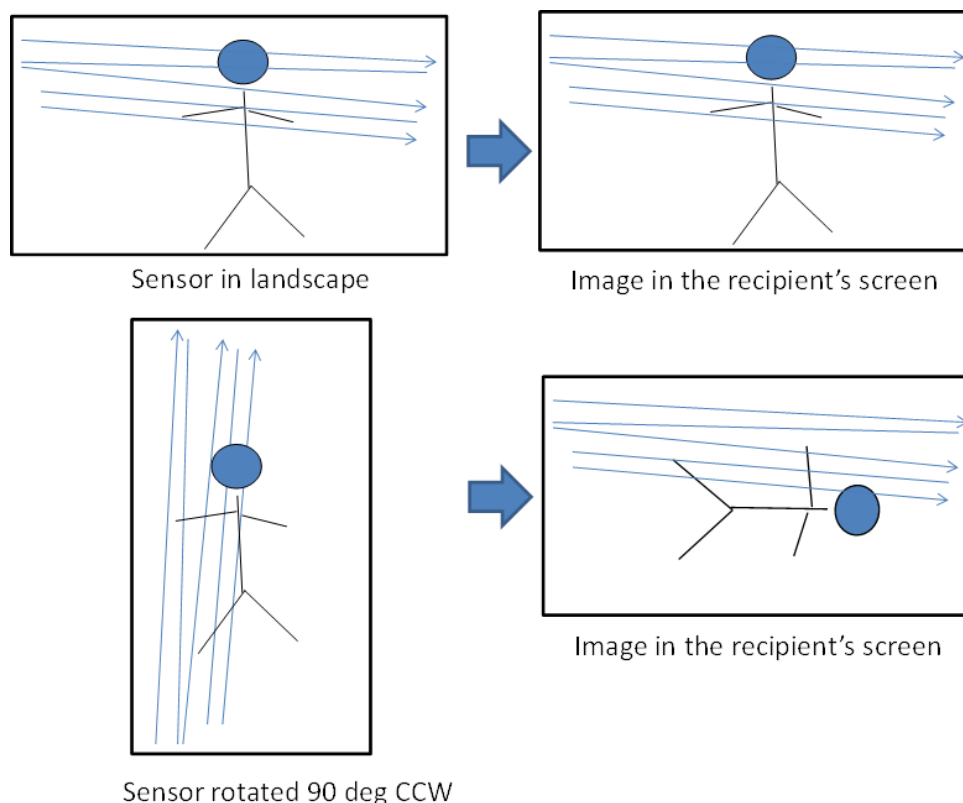 Sensor in landscape
Image in the recipient's screen
Image in the recipient's screen
Sensor rotated 90 deg CCW